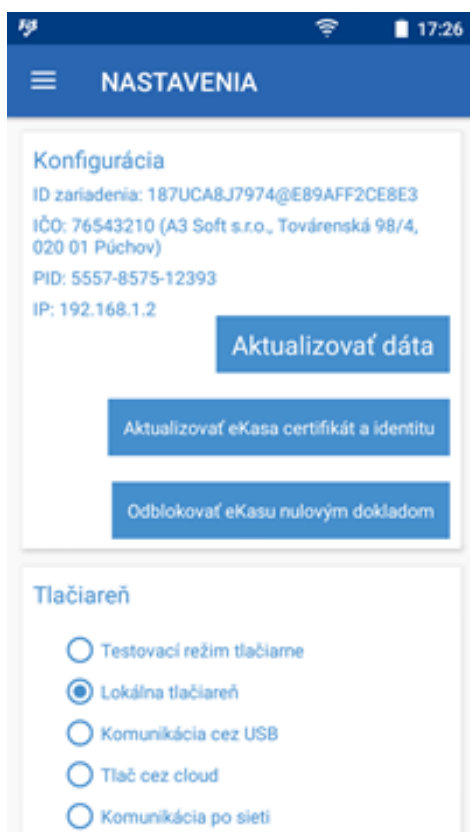 17:26
NASTAVENIA
Konfigurácia
ID zariadenia: 187UCA8J7974@E89AFF2CE8E3
IČO: 76543210 (A3 Soft s.r.o., Továrenská 98/4,
020 01 Púchov)
PID: 5557-8575-12393
IP: 192.168.1.2
Aktualizovať dáta
Aktualizovať eKasa certifikát a identitu
Odblokovať eKasu nulovým dokladom
Tlačiareň
Testovací režim tlačiarne
Lokálna tlačiareň
Komunikácia cez USB
Tlač cez cloud
Komunikácia po sieti